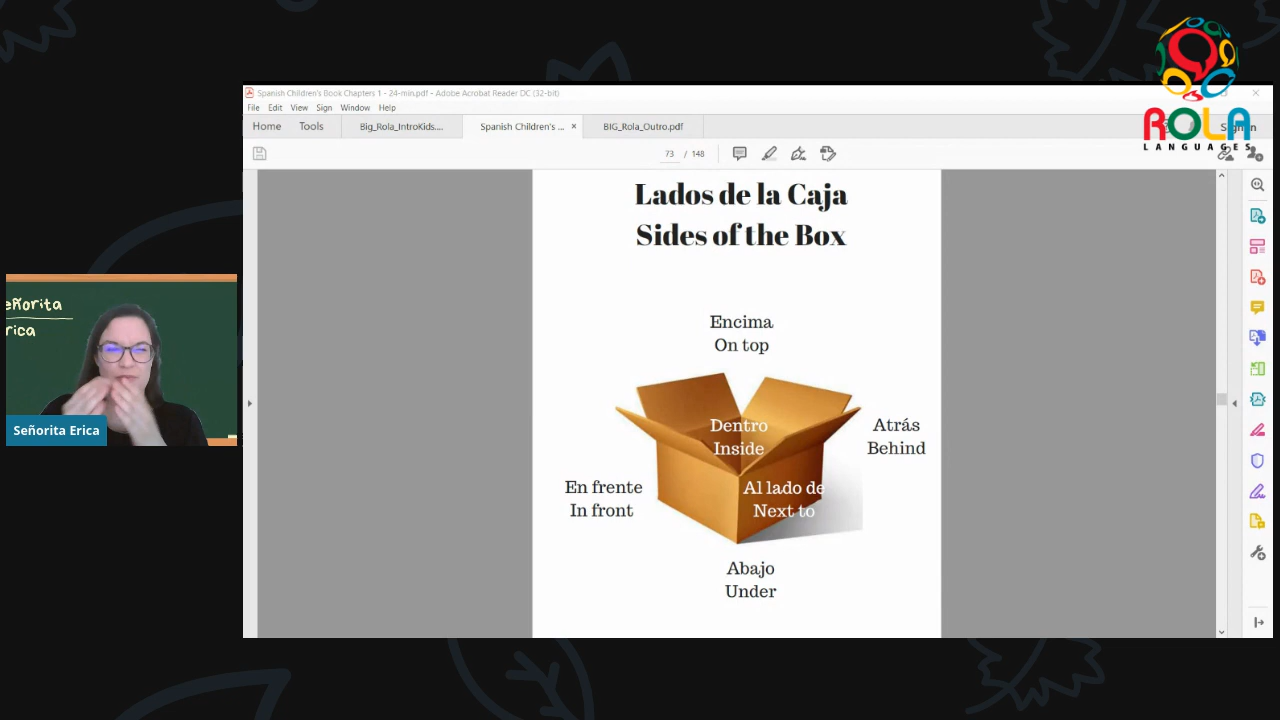 ROLA
LANGUAGES
Spanish Children's Book Chapters 1 - 24-min.pdf - Adobe Acrobat Reader DC (32-bit)
File Edit View Sign Window Help
Home Tools Big_Rola_IntroKids.... Spanish Children's ... × BIG_Rola_Outro.pdf
73 / 148
Lados de la Caja
Sides of the Box
Encima
On top
Dentro
Inside
Atrás
Behind
En frente
In front
Al lado de
Next to
Abajo
Under
eñorita
rica
Señorita Erica